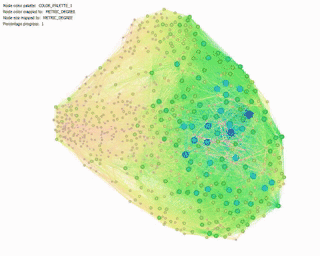 Node color palette: COLOR_PALETTE_1
Node color mapped to: METRIC_DEGREE
Node size mapped to: METRIC_DEGREE
Percentage progress: 1